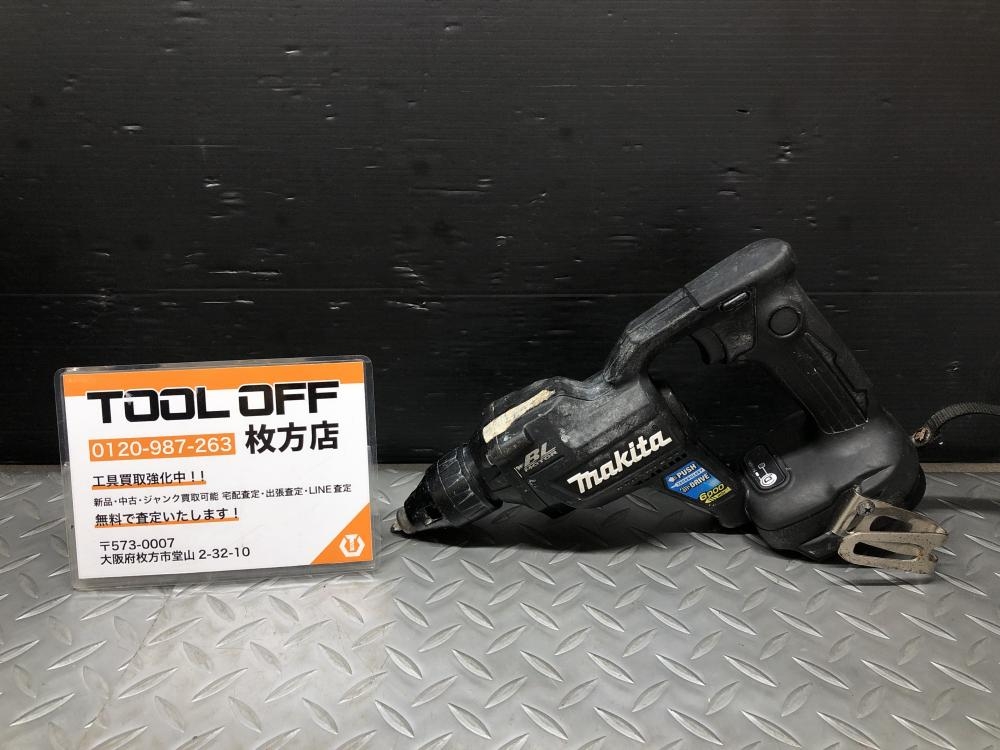 TOOL OFF
0120-987-263 枚方店
工具買取強化中！！
新品・中古・ジャンク買取可能 宅配査定・出張査定・LINE査定
無料で査定いたします！
〒573-0007
大阪府枚方市堂山 2-32-10
BL
makita
PUSH
DRIVE
6000